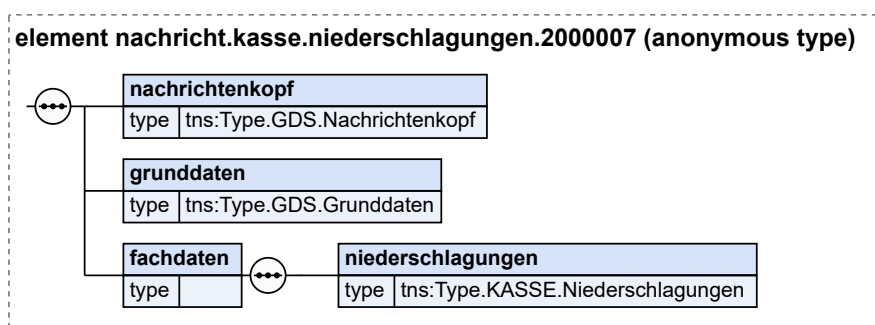 element nachricht.kasse.niederschlagungen.2000007 (anonymous type)
nachrichtenkopf
type tns:Type.GDS.Nachrichtenkopf
grunddaten
type tns:Type.GDS.Grunddaten
fachdaten
type
niederschlagungen
type tns:Type.KASSE.Niederschlagungen